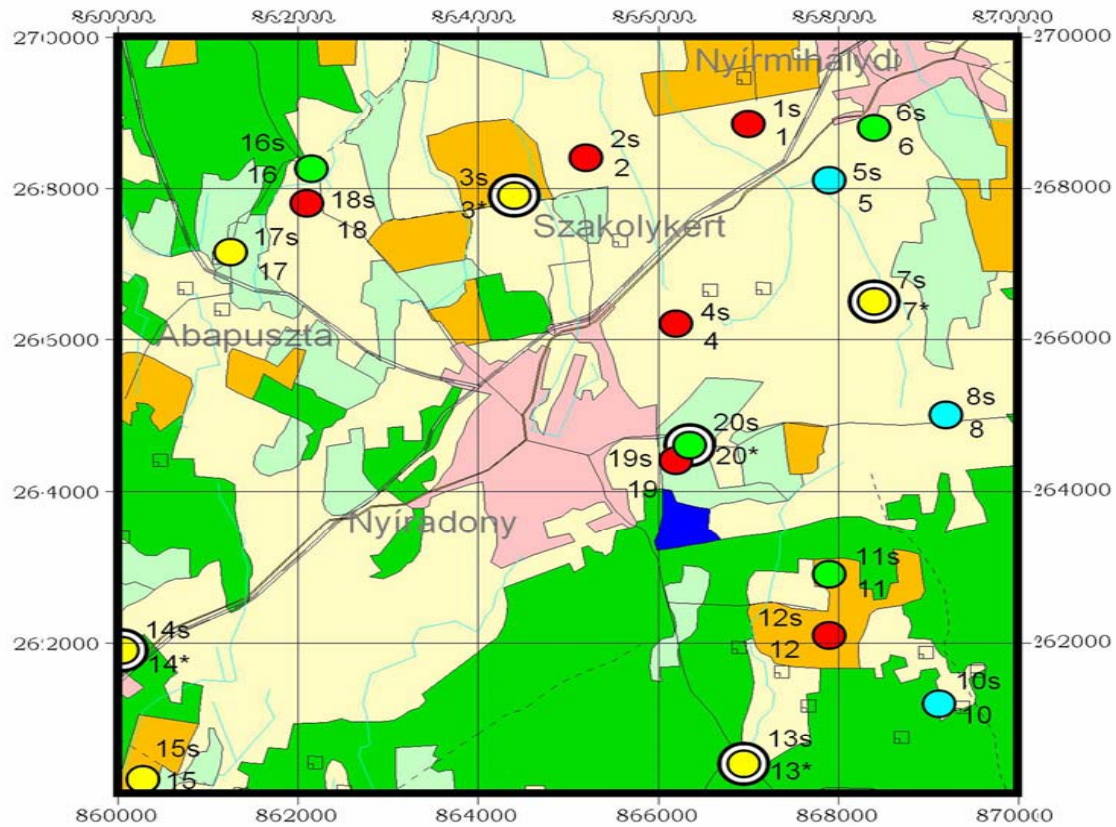 860000 862000 864000 866000 868000 870000
270000 270000
Nyírmihálydi
1s
1
6s
6
2s
2
16s
16
5s
5
268000 268000
3s
3*
18s
18
Szakolykert
17s
17
7s
7*
4s
4
Abapuszta
266000 266000
8s
8
20s
20*
19s
19
264000 264000
Nyíradony
11s
11
12s
12
14s
14*
262000 262000
10s
10
13s
13*
15s
15
860000 862000 864000 866000 868000 870000